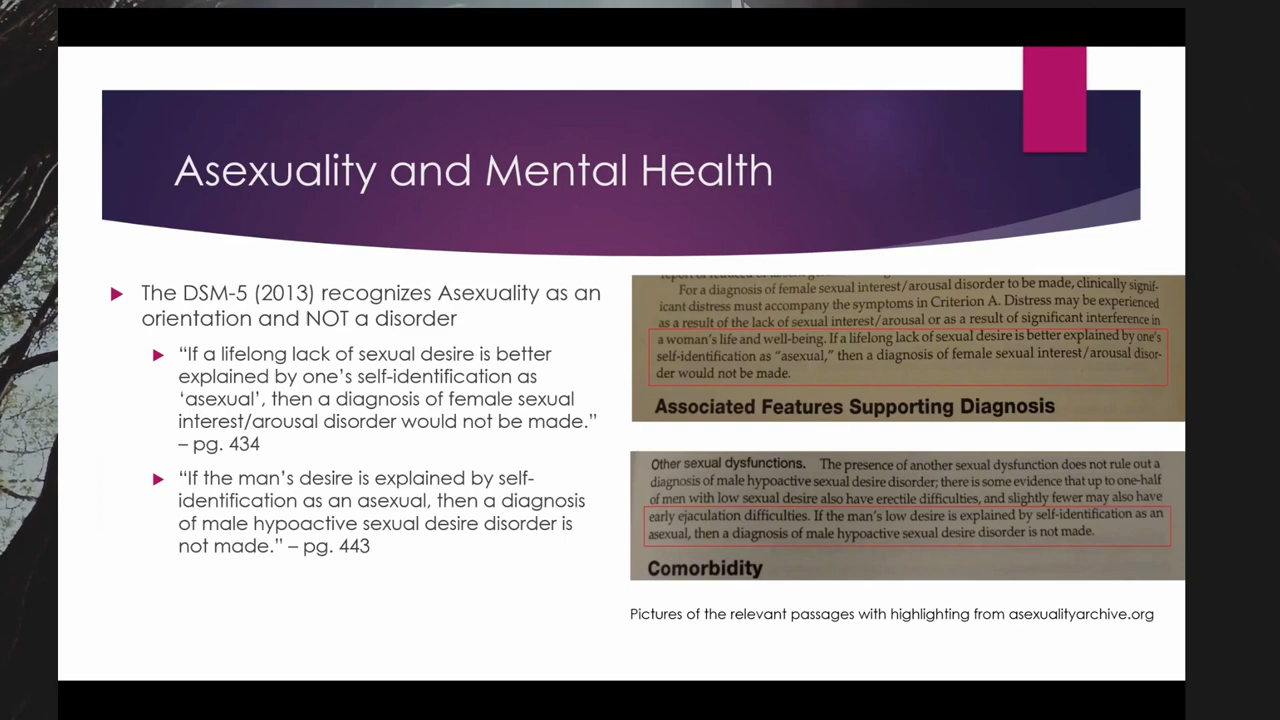 Asexuality and Mental Health
The DSM-5 (2013) recognizes Asexuality as an
orientation and NOT a disorder
“If a lifelong lack of sexual desire is better
explained by one’s self-identification as
‘asexual’, then a diagnosis of female sexual
interest/arousal disorder would not be made.”
– pg. 434
“If the man’s desire is explained by self-
identification as an asexual, then a diagnosis
of male hypoactive sexual desire disorder is
not made.” – pg. 443
For a diagnosis of female sexual interest/arousal disorder to be made, clinically signif-
icant distress must accompany the symptoms in Criterion A. Distress may be experienced
as a result of the lack of sexual interest/arousal or as a result of significant interference in
a woman's life and well-being. If a lifelong lack of sexual desire is better explained by one's
self-identification as “asexual,” then a diagnosis of female sexual interest/arousal disor-
der would not be made.
Associated Features Supporting Diagnosis
Other sexual dysfunctions. The presence of another sexual dysfunction does not rule out a
diagnosis of male hypoactive sexual desire disorder; there is some evidence that up to one-half
of men with low sexual desire also have erectile difficulties, and slightly fewer may also have
early ejaculation difficulties. If the man's low desire is explained by self-identification as an
asexual, then a diagnosis of male hypoactive sexual desire disorder is not made.
Comorbidity
Pictures of the relevant passages with highlighting from asexualityarchive.org